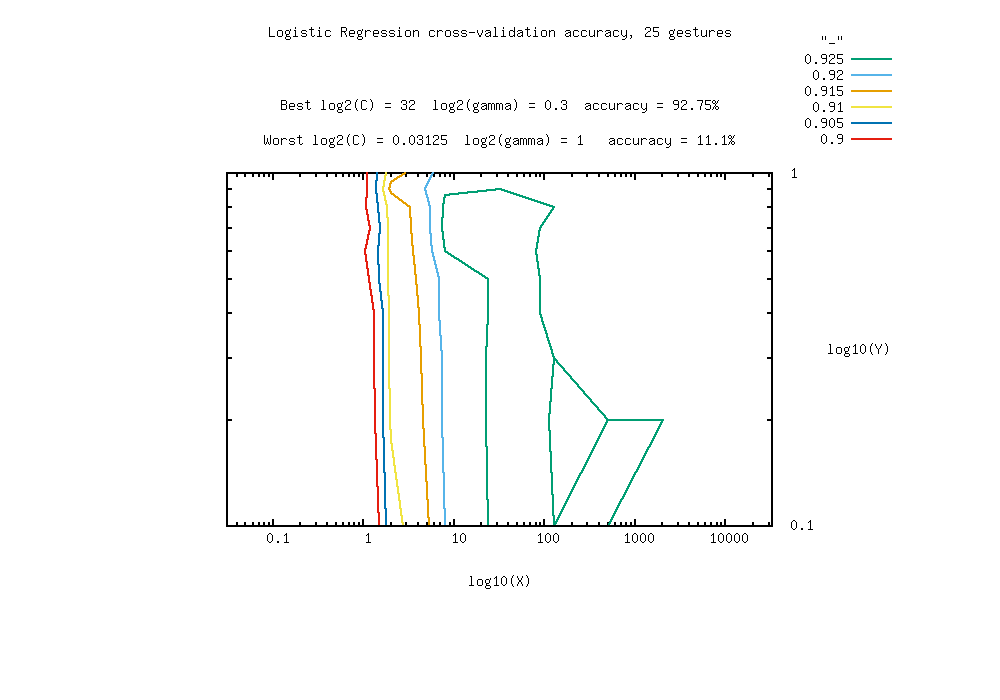 Logistic Regression cross-validation accuracy, 25 gestures
"_"
0.925
0.92
0.915
0.91
0.905
0.9
Best log2(C) = 32  log2(gamma) = 0.3  accuracy = 92.75%
Worst log2(C) = 0.03125  log2(gamma) = 1   accuracy = 11.1%
1
log10(Y)
0.1
0.1 1 10 100 1000 10000
log10(X)